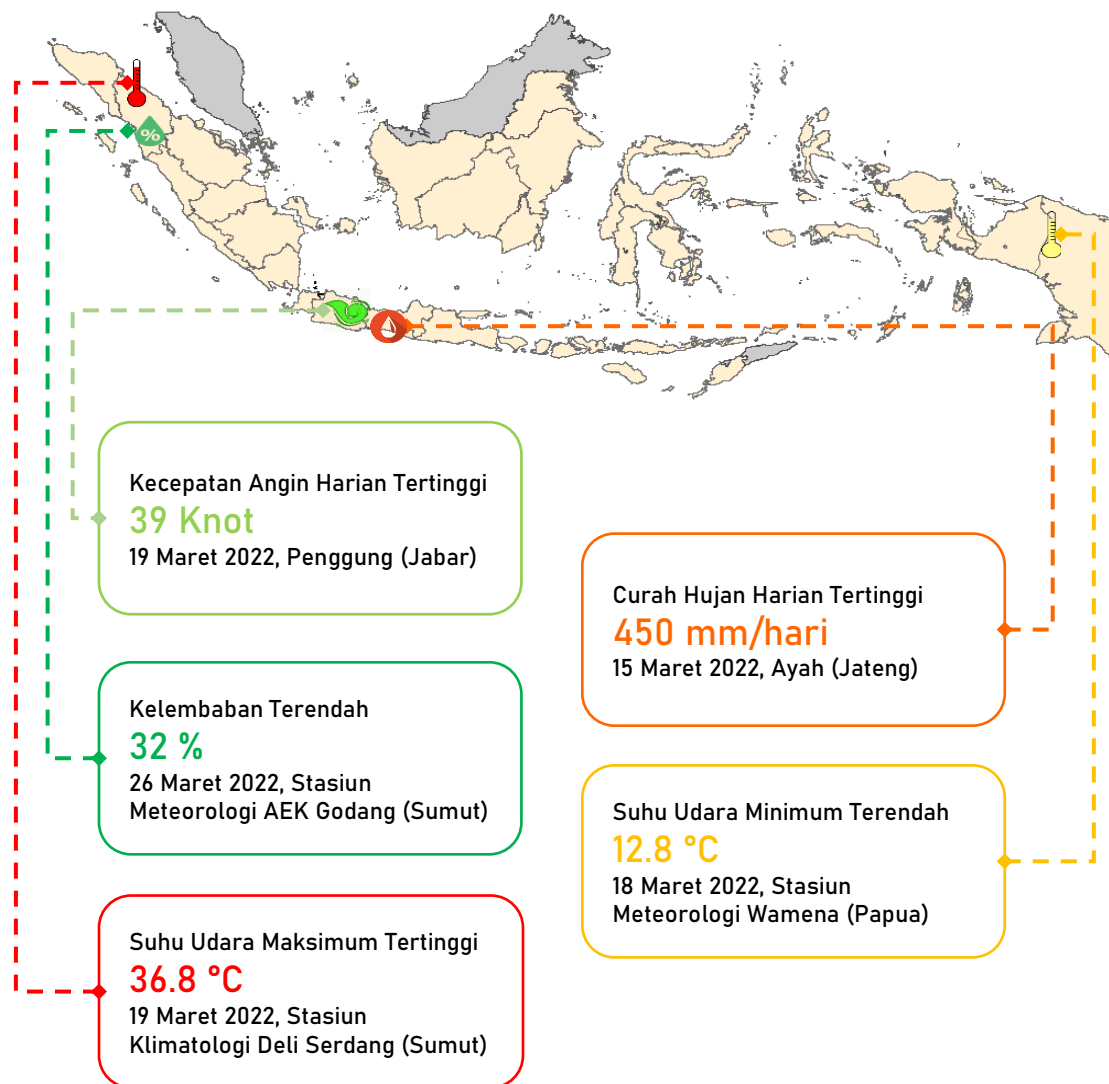 %
Kecepatan Angin Harian Tertinggi
39 Knot
19 Maret 2022, Penggung (Jabar)
Kelembaban Terendah
32 %
26 Maret 2022, Stasiun
Meteorologi AEK Godang (Sumut)
Suhu Udara Maksimum Tertinggi
36.8 °C
19 Maret 2022, Stasiun
Klimatologi Deli Serdang (Sumut)
Curah Hujan Harian Tertinggi
450 mm/hari
15 Maret 2022, Ayah (Jateng)
Suhu Udara Minimum Terendah
12.8 °C
18 Maret 2022, Stasiun
Meteorologi Wamena (Papua)